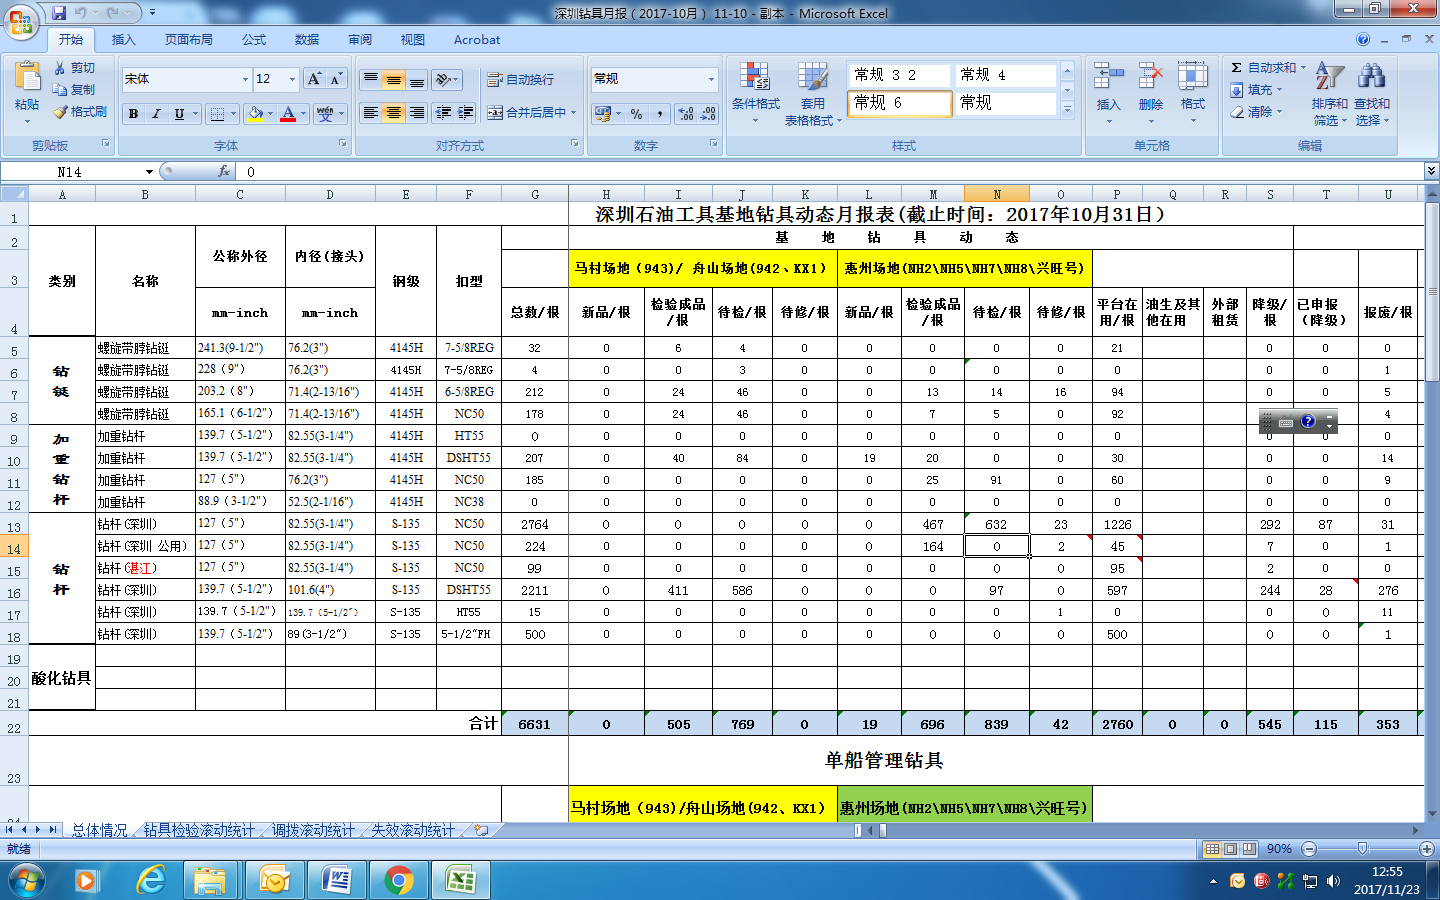 深圳钻具月报（2017-10月） 11-10 - 副本 - Microsoft Excel
开始 插入 页面布局 公式 数据 审阅 视图 Acrobat
剪切 宋体 12 自动换行 常规 常规 3 2 常规 4 Σ 自动求和
粘贴 复制 条件格式 套用 插入 删除 格式 填充 排序和 查找和
格式刷 B I U 合并后居中 % 表格格式 常规 6 常规 清除 筛选 选择
剪贴板 字体 对齐方式 数字 样式 单元格 编辑
N14 fx 0
A B C D E F G H I J K L M N O P Q R S T U
1 深圳石油工具基地钻具动态月报表(截止时间: 2017年10月31日)
2 基 地 钻 具 动 态
3 类别 名称 公称外径 内径(接头) 钢级 扣型 马村场地 (943)/ 舟山场地(942、KX1) 惠州场地(NH2\NH5\NH7\NH8\兴旺号)
4 mm-inch mm-inch 总数/根 新品/根 检验成品/根 待检/根 待修/根 新品/根 检验成品/根 待检/根 待修/根 平台在用/根 油生及其他在用 外部租赁 降级/根 已申报(降级) 报废/根
5 螺旋带脖钻铤 241.3(9-1/2") 76.2(3") 4145H 7-5/8REG 32 0 6 4 0 0 0 0 0 21 0 0 0
6 钻 螺旋带脖钻铤 228 (9") 76.2(3") 4145H 7-5/8REG 4 0 0 3 0 0 0 0 0 0 0 0 1
7 铤 螺旋带脖钻铤 203.2 (8") 71.4(2-13/16") 4145H 6-5/8REG 212 0 24 46 0 0 13 14 16 94 0 0 5
8 螺旋带脖钻铤 165.1 (6-1/2") 71.4(2-13/16") 4145H NC50 178 0 24 46 0 0 7 5 0 92 4
9 加 加重钻杆 139.7 (5-1/2") 82.55(3-1/4") 4145H HT55 0 0 0 0 0 0 0 0 0 0 0 0 0
10 重 加重钻杆 139.7 (5-1/2") 82.55(3-1/4") 4145H DSHT55 207 0 40 84 0 19 20 0 0 30 0 0 14
11 钻 加重钻杆 127 (5") 76.2(3") 4145H NC50 185 0 0 0 0 0 25 91 0 60 0 0 9
12 杆 加重钻杆 88.9 (3-1/2") 52.5(2-1/16") 4145H NC38 0 0 0 0 0 0 0 0 0 0 0 0 0
13 钻杆(深圳) 127 (5") 82.55(3-1/4") S-135 NC50 2764 0 0 0 0 0 467 632 23 1226 292 87 31
14 钻杆(深圳 公用) 127 (5") 82.55(3-1/4") S-135 NC50 224 0 0 0 0 0 164 0 2 45 7 0 1
15 钻 钻杆(湛江) 127 (5") 82.55(3-1/4") S-135 NC50 99 0 0 0 0 0 0 0 0 95 2 0 0
16 杆 钻杆(深圳) 139.7 (5-1/2") 101.6(4") S-135 DSHT55 2211 0 411 586 0 0 0 97 0 597 244 28 276
17 钻杆(深圳) 139.7 (5-1/2") 139.7 (5-1/2") S-135 HT55 15 0 0 0 0 0 0 0 1 0 0 0 11
18 钻杆(深圳) 139.7 (5-1/2") 89(3-1/2") S-135 5-1/2"FH 500 0 0 0 0 0 0 0 0 500 0 0 1
19
20 酸化钻具
21
22 合计 6631 0 505 769 0 19 696 839 42 2760 0 0 545 115 353
23 单船管理钻具
马村场地 (943)/舟山场地(942、KX1) 惠州场地(NH2\NH5\NH7\NH8\兴旺号)
总体情况 钻具检验滚动统计 调拨滚动统计 失效滚动统计
就绪 90%
12:55
2017/11/23